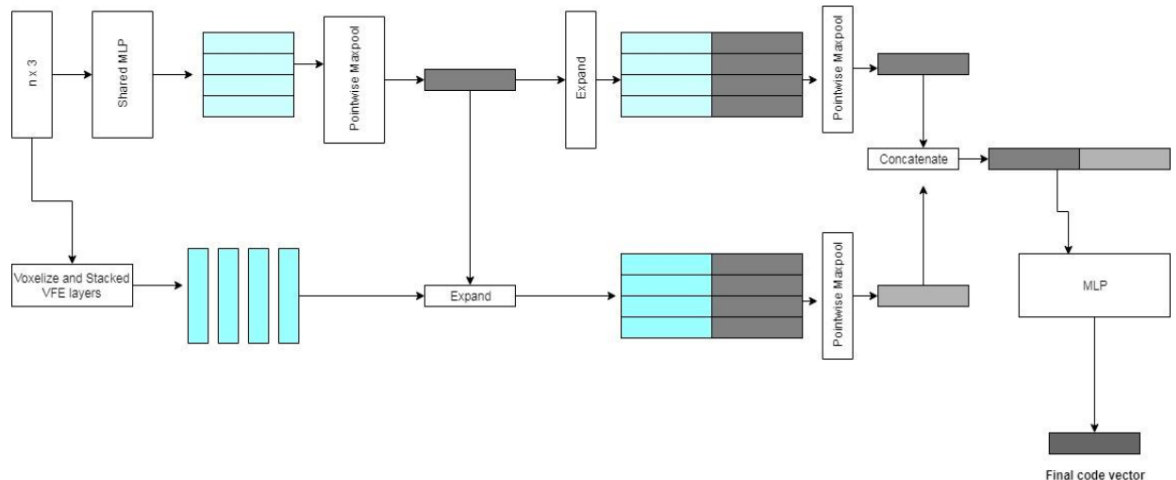 n x 3
Shared MLP
Pointwise Maxpool
Expand
Pointwise Maxpool
Concatenate
Voxelize and Stacked
VFE layers
Expand
Pointwise Maxpool
MLP
Final code vector